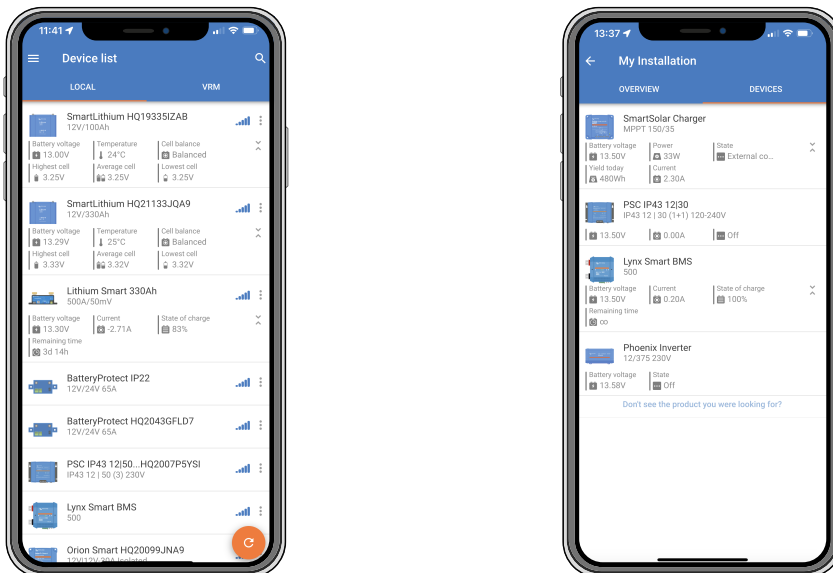 11:41
Device list
LOCAL VRM
SmartLithium HQ19335IZAB
12V/100Ah
Battery voltage Temperature Cell balance
13.00V 24°C Balanced
Highest cell Average cell Lowest cell
3.25V 3.25V 3.25V
SmartLithium HQ21133JQA9
12V/330Ah
Battery voltage Temperature Cell balance
13.29V 25°C Balanced
Highest cell Average cell Lowest cell
3.33V 3.32V 3.32V
Lithium Smart 330Ah
500A/50mV
Battery voltage Current State of charge
13.30V -2.71A 83%
Remaining time
3d 14h
BatteryProtect IP22
12V/24V 65A
BatteryProtect HQ2043GFLD7
12V/24V 65A
PSC IP43 12|50...HQ2007P5YSI
IP43 12 | 50 (3) 230V
Lynx Smart BMS
500
Orion Smart HQ20099JNA9
12V|12V 30A Isolated
13:37
My Installation
OVERVIEW DEVICES
SmartSolar Charger
MPPT 150/35
Battery voltage Power State
13.50V 33W External co...
Yield today Current
480Wh 2.30A
PSC IP43 12|30
IP43 12 | 30 (1+1) 120-240V
13.50V 0.00A Off
Lynx Smart BMS
500
Battery voltage Current State of charge
13.50V 0.20A 100%
Remaining time
∞
Phoenix Inverter
12/375 230V
Battery voltage State
13.58V Off
Don't see the product you were looking for?